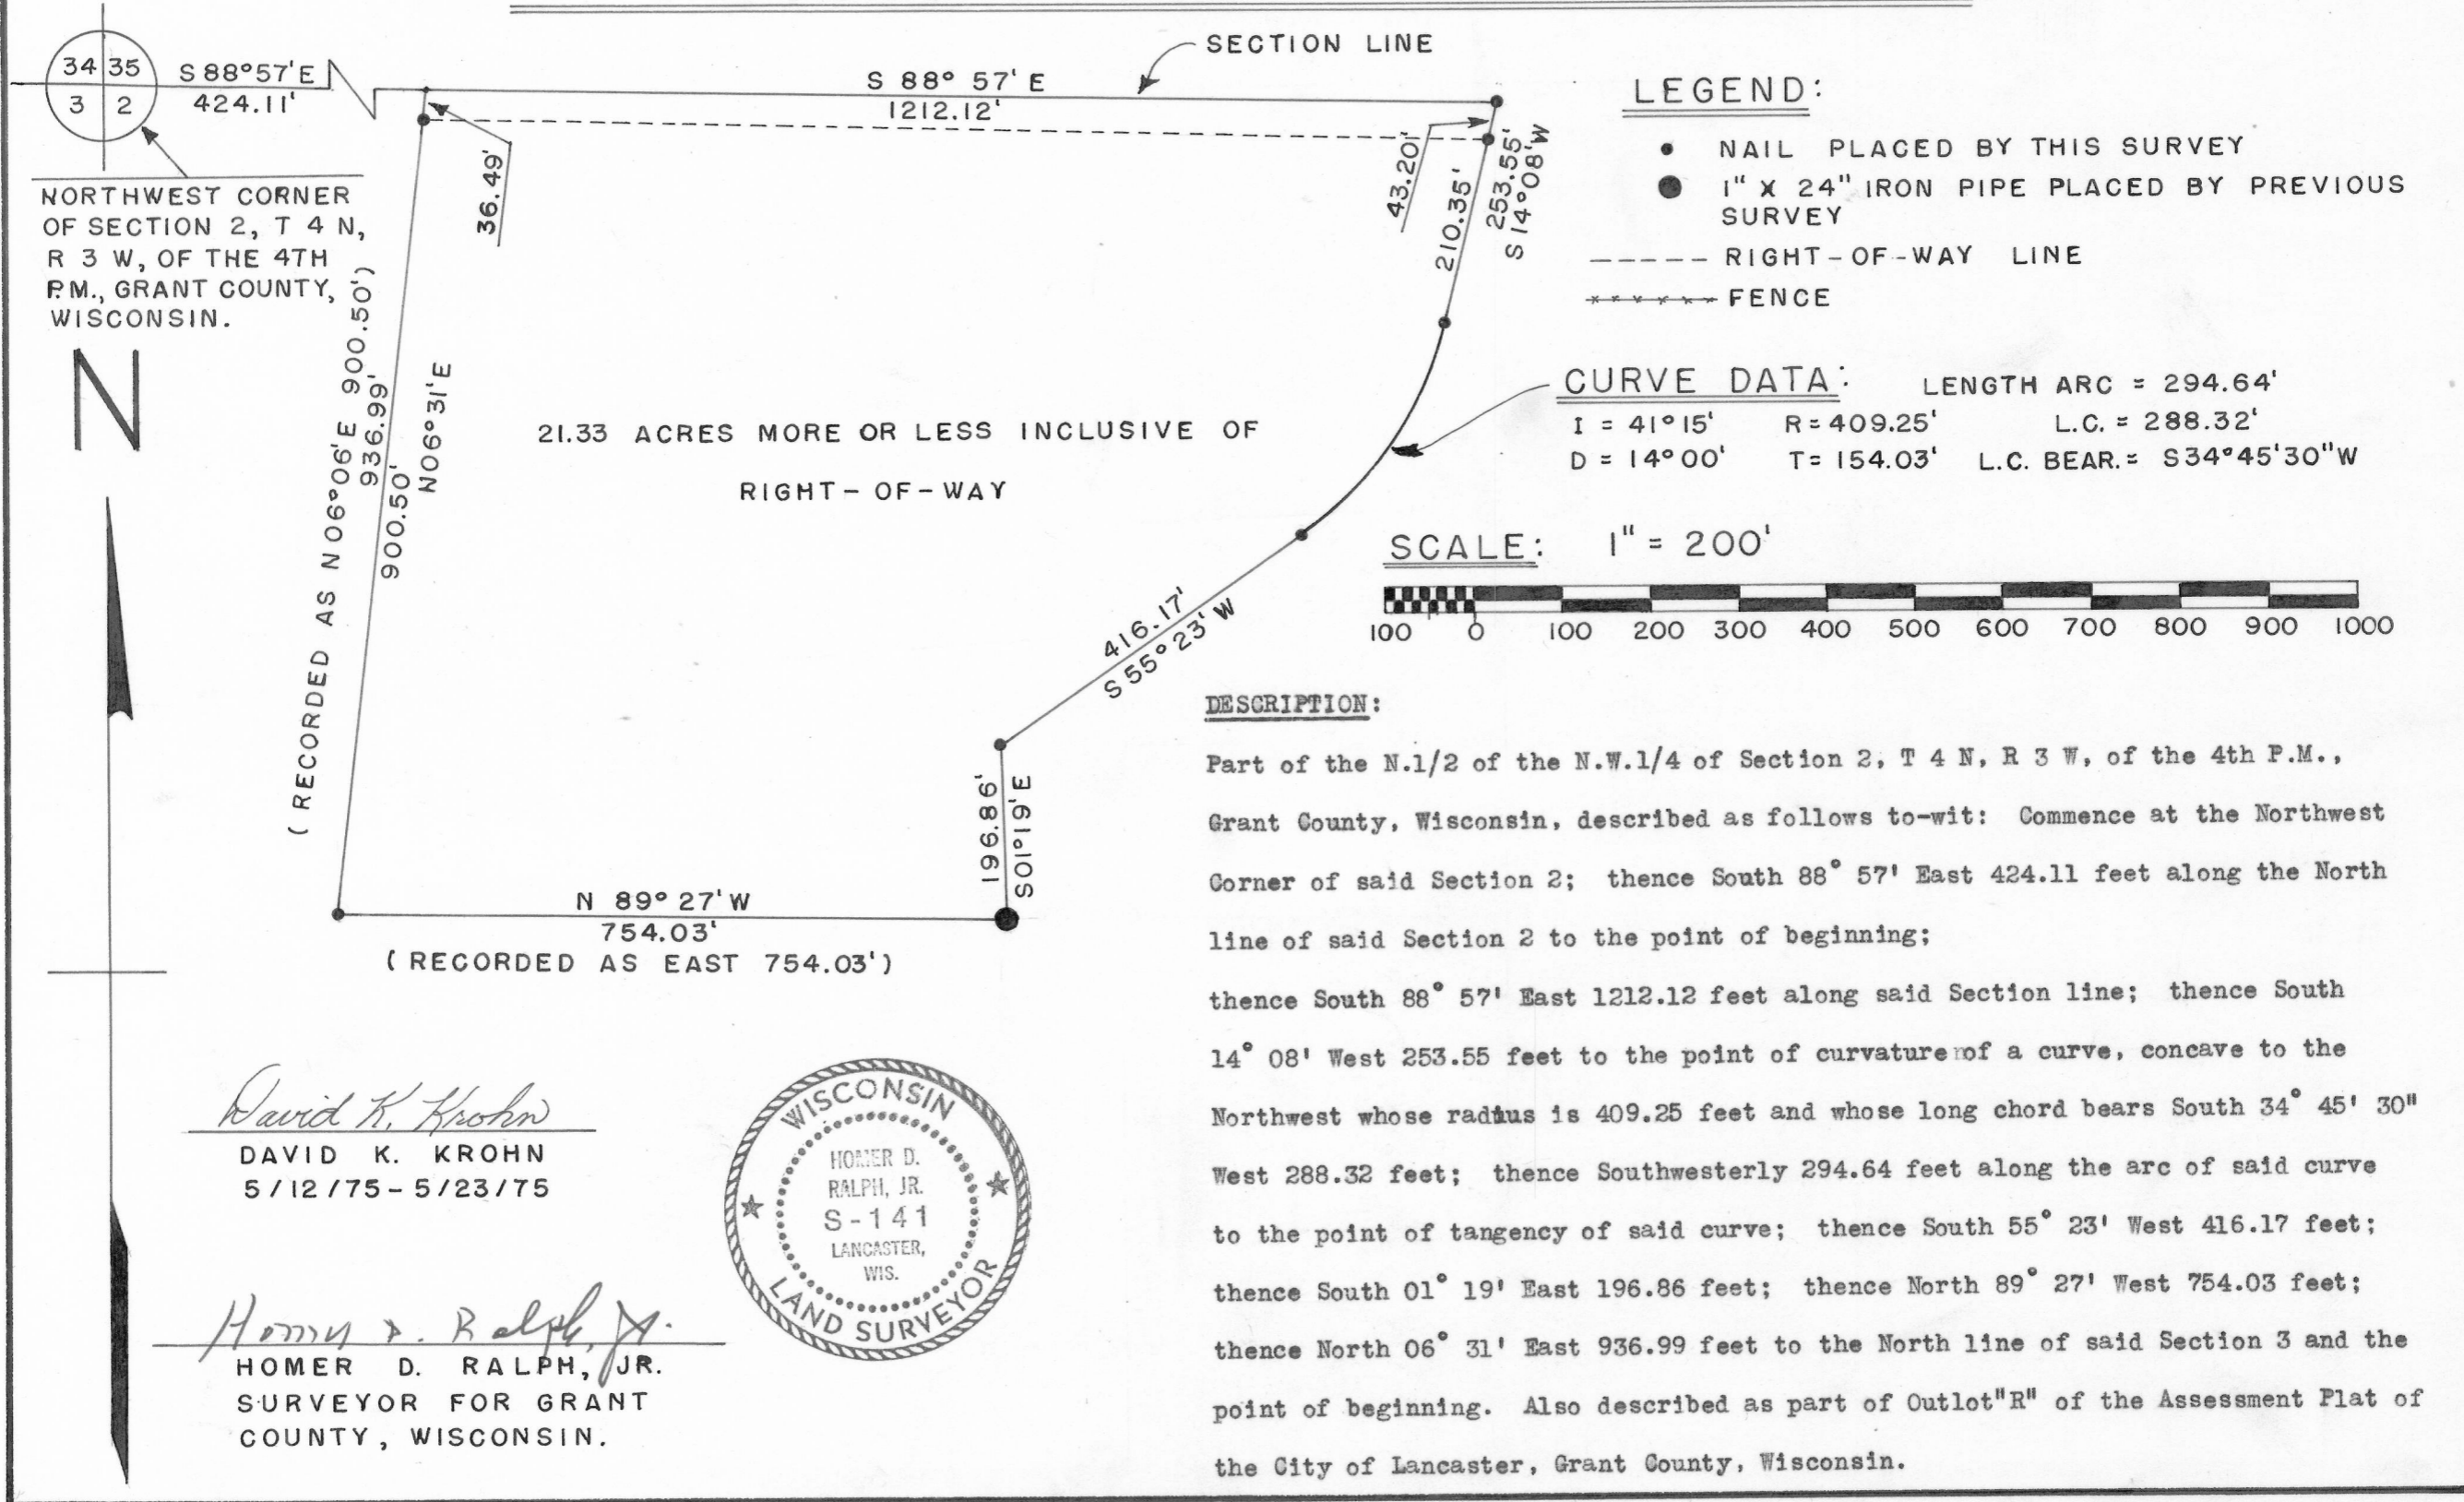 34 35
3 2
S 88°57' E
424.11'
SECTION LINE
S 88° 57' E
1212.12'
NORTHWEST CORNER
OF SECTION 2, T 4 N,
R 3 W, OF THE 4TH
P.M., GRANT COUNTY,
WISCONSIN.
N
36.49'
43.20'
210.35'
253.55'
S14°08'W
(RECORDED AS N 06°06'E 900.50')
936.99'
900.50'
N06°31'E
21.33 ACRES MORE OR LESS INCLUSIVE OF
RIGHT-OF-WAY
416.17'
S 55° 23' W
196.86'
S01°19'E
N 89° 27' W
754.03'
(RECORDED AS EAST 754.03')
LEGEND:
NAIL PLACED BY THIS SURVEY
1" X 24" IRON PIPE PLACED BY PREVIOUS
SURVEY
RIGHT-OF-WAY LINE
FENCE
CURVE DATA: LENGTH ARC = 294.64'
I = 41°15' R = 409.25' L.C. = 288.32'
D = 14°00' T = 154.03' L.C. BEAR. = S34°45'30"W
SCALE: 1" = 200'
100 0 100 200 300 400 500 600 700 800 900 1000
DESCRIPTION:
Part of the N.1/2 of the N.W.1/4 of Section 2, T 4 N, R 3 W, of the 4th P.M.,
Grant County, Wisconsin, described as follows to-wit: Commence at the Northwest
Corner of said Section 2; thence South 88° 57' East 424.11 feet along the North
line of said Section 2 to the point of beginning;
thence South 88° 57' East 1212.12 feet along said Section line; thence South
14° 08' West 253.55 feet to the point of curvature of a curve, concave to the
Northwest whose radius is 409.25 feet and whose long chord bears South 34° 45' 30"
West 288.32 feet; thence Southwesterly 294.64 feet along the arc of said curve
to the point of tangency of said curve; thence South 55° 23' West 416.17 feet;
thence South 01° 19' East 196.86 feet; thence North 89° 27' West 754.03 feet;
thence North 06° 31' East 936.99 feet to the North line of said Section 3 and the
point of beginning. Also described as part of Outlot"R" of the Assessment Plat of
the City of Lancaster, Grant County, Wisconsin.
David K. Krohn
DAVID K. KROHN
5/12/75-5/23/75
Homer D. Ralph, Jr.
HOMER D. RALPH, JR.
SURVEYOR FOR GRANT
COUNTY, WISCONSIN.
WISCONSIN
HOMER D.
RALPH, JR.
S-141
LANCASTER,
WIS.
LAND SURVEYOR